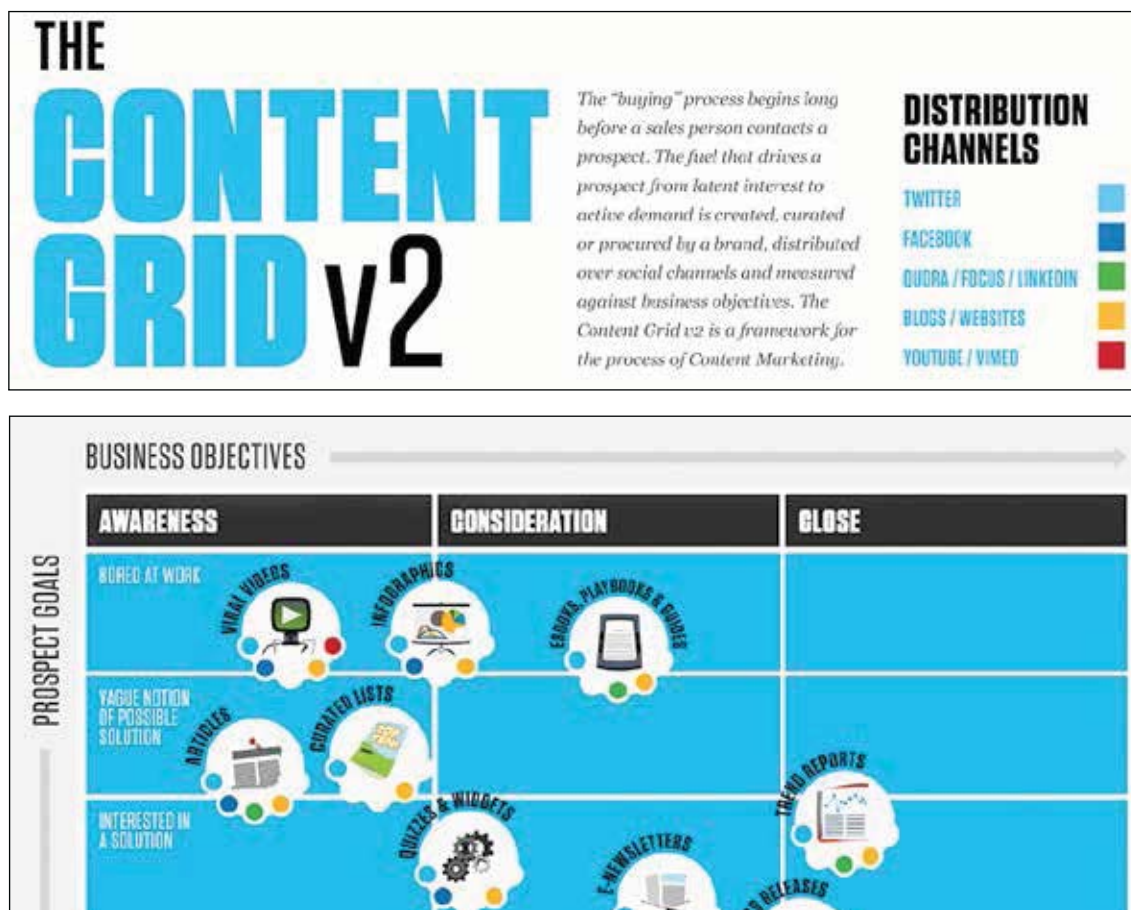 THE
CONTENT
GRID v2
The "buying" process begins long
before a sales person contacts a
prospect. The fuel that drives a
prospect from latent interest to
active demand is created, curated
or procured by a brand, distributed
over social channels and measured
against business objectives. The
Content Grid v2 is a framework for
the process of Content Marketing.
DISTRIBUTION
CHANNELS
TWITTER
FACEBOOK
QUORA / FOCUS / LINKEDIN
BLOGS / WEBSITES
YOUTUBE / VIMEO
BUSINESS OBJECTIVES
PROSPECT GOALS
AWARENESS
CONSIDERATION
CLOSE
BORED AT WORK
VIRAL VIDEOS
INFOGRAPHICS
EBOOKS, PLAYBOOKS & GUIDES
VAGUE NOTION
OF POSSIBLE
SOLUTION
ARTICLES
CURATED LISTS
TREND REPORTS
INTERESTED IN
A SOLUTION
QUIZZES & WIDGETS
E-NEWSLETTERS
RELEASES